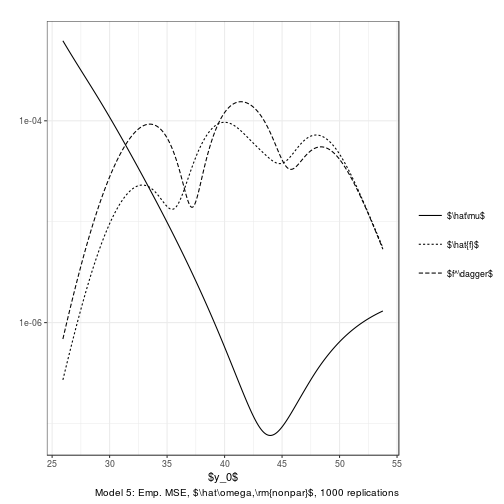 1e-04
1e-06
25 30 35 40 45 50 55
$y_0$
$\hat\mu$
$\hat{f}$
$f^\dagger$
Model 5: Emp. MSE, $\hat\omega,\rm{nonpar}$, 1000 replications